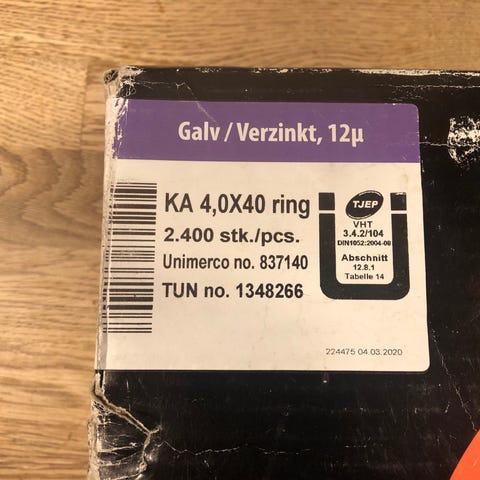 Galv / Verzinkt, 12µ
KA 4,0X40 ring
2.400 stk./pcs.
Unimerco no. 837140
TUN no. 1348266
TJEP
VHT
3.4.2/104
DIN1052:2004-08
Abschnitt
12.8.1
Tabelle 14
224475 04.03.2020